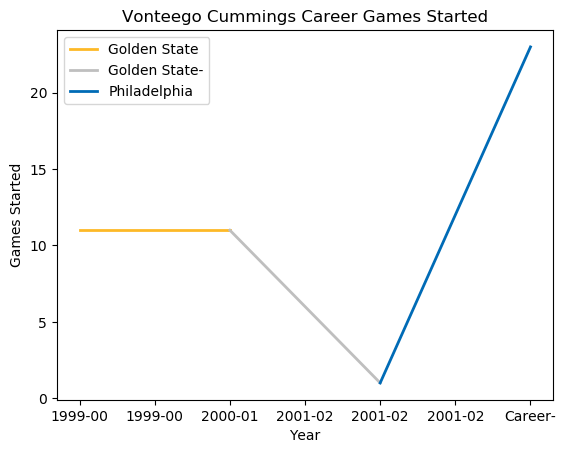 Vonteego Cummings Career Games Started
Golden State
Golden State-
Philadelphia
20
15
10
5
0
Games Started
1999-00 1999-00 2000-01 2001-02 2001-02 2001-02 Career-
Year